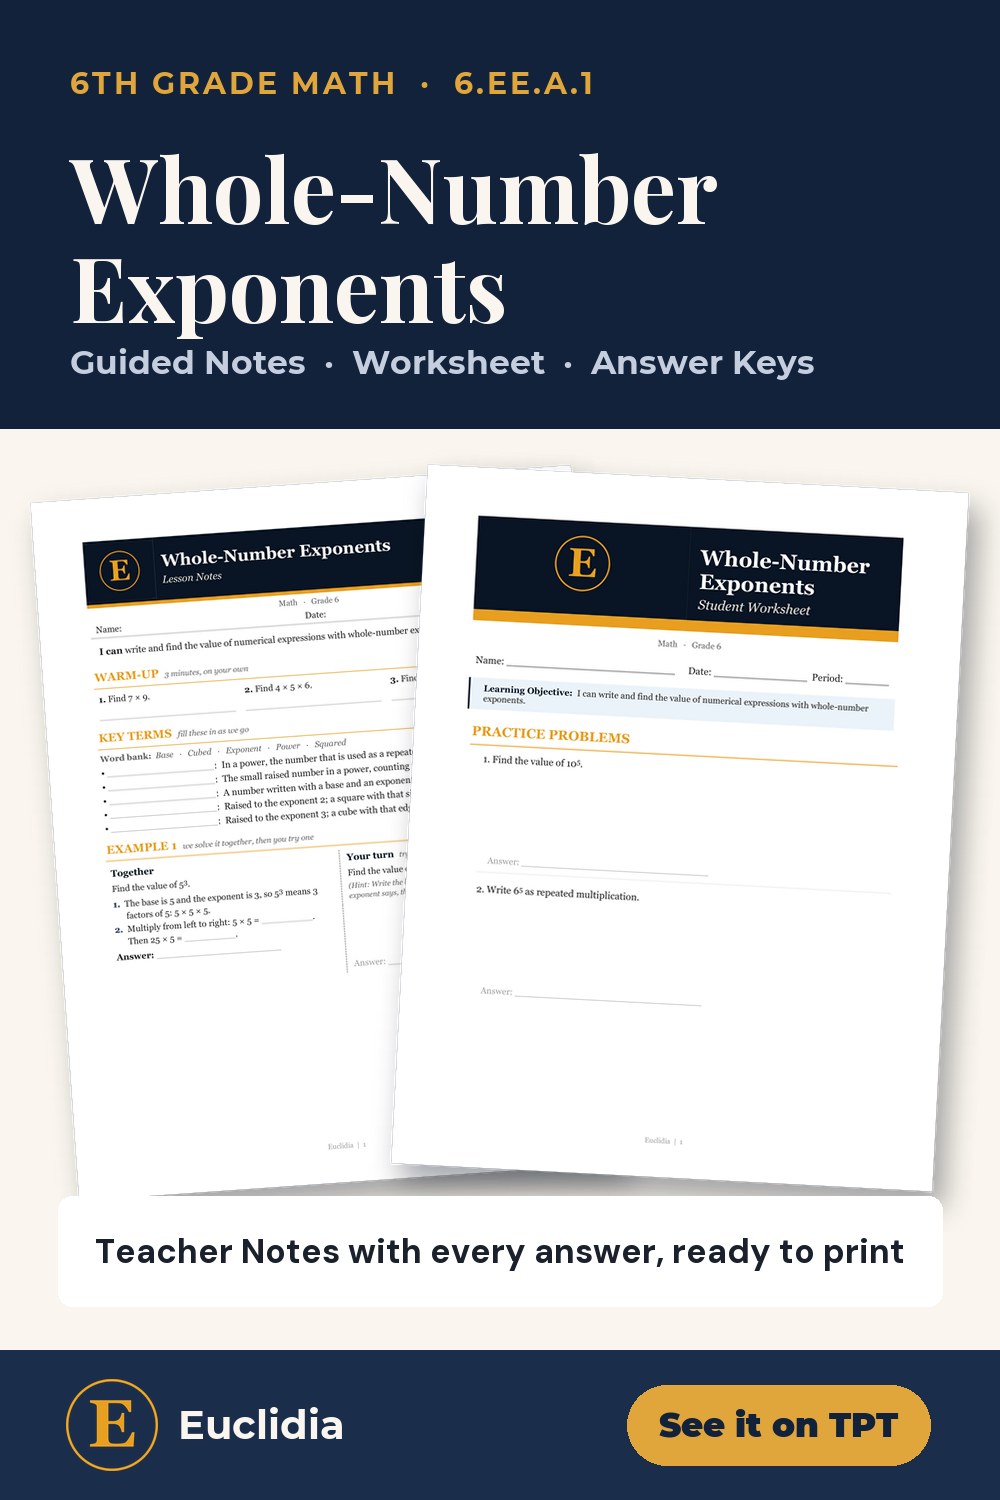 6TH GRADE MATH · 6.EE.A.1
Whole-Number
Exponents
Guided Notes · Worksheet · Answer Keys
E
Whole-Number Exponents
Lesson Notes
Math · Grade 6
Name:
Date:
I can write and find the value of numerical expressions with whole-number
WARM-UP 3 minutes, on your own
1. Find 7 × 9.
2. Find 4 × 5 × 6.
3.
KEY TERMS fill these in as we go
Word bank: Base · Cubed · Exponent · Power · Squared
• : In a power, the number that is used as a
• : The small raised number in a power, counting
• : A number written with a base and an
• : Raised to the exponent 2; a square with that
• : Raised to the exponent 3; a cube with that
EXAMPLE 1 we solve it together, then you try one
Together
Find the value of 5³.
1. The base is 5 and the exponent is 3, so 5³ means 3
factors of 5: 5 × 5 × 5.
2. Multiply from left to right: 5 × 5 = .
Then 25 × 5 = .
Answer:
Your turn
Find the value
(Hint: Write the
exponent says,
Answer:
Euclidia | 1
E
Whole-Number
Exponents
Student Worksheet
Math · Grade 6
Name: Date: Period:
Learning Objective: I can write and find the value of numerical expressions with whole-number
exponents.
PRACTICE PROBLEMS
1. Find the value of 10⁵.
Answer:
2. Write 6⁵ as repeated multiplication.
Answer:
Euclidia | 1
Teacher Notes with every answer, ready to print
E
Euclidia
See it on TPT